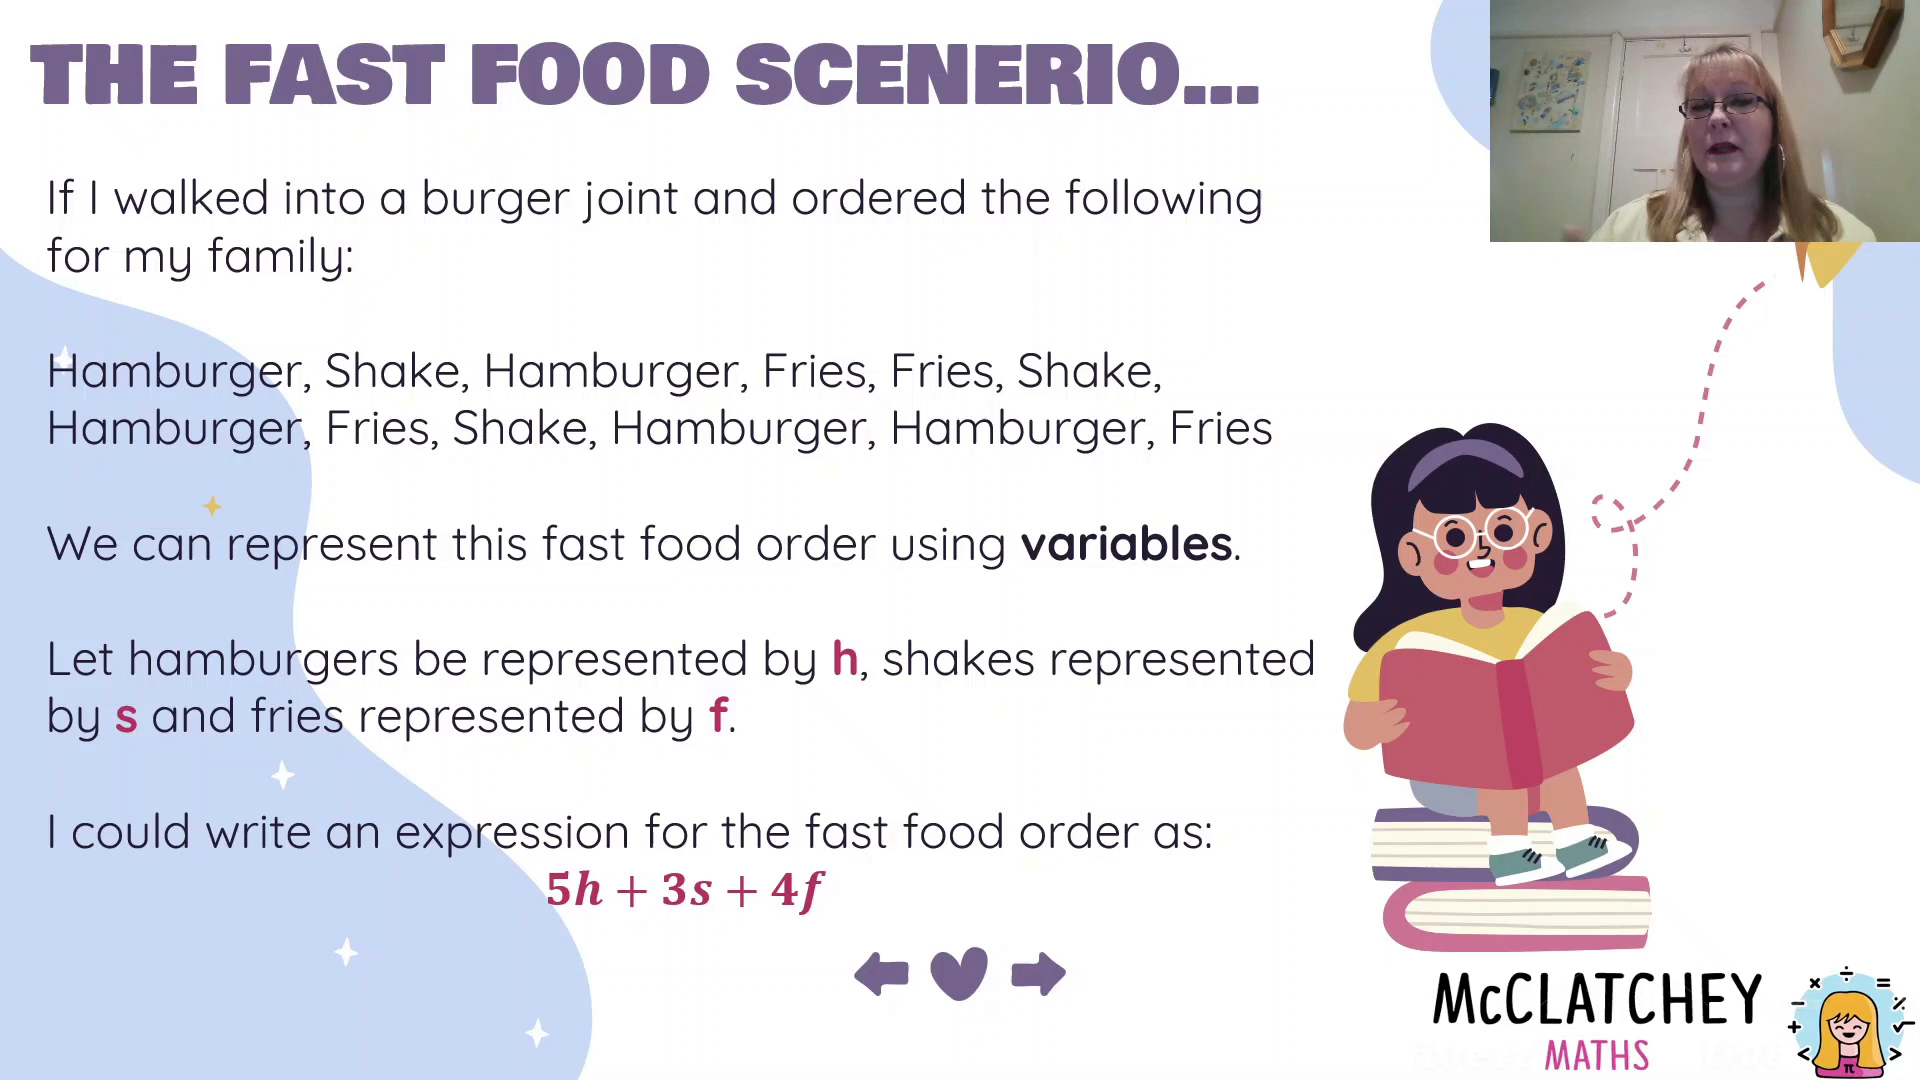 THE FAST FOOD SCENERIO...
If I walked into a burger joint and ordered the following
for my family:
Hamburger, Shake, Hamburger, Fries, Fries, Shake,
Hamburger, Fries, Shake, Hamburger, Hamburger, Fries
We can represent this fast food order using variables.
Let hamburgers be represented by h, shakes represented
by s and fries represented by f.
I could write an expression for the fast food order as:
5h + 3s + 4f
McCLATCHEY
MATHS
π